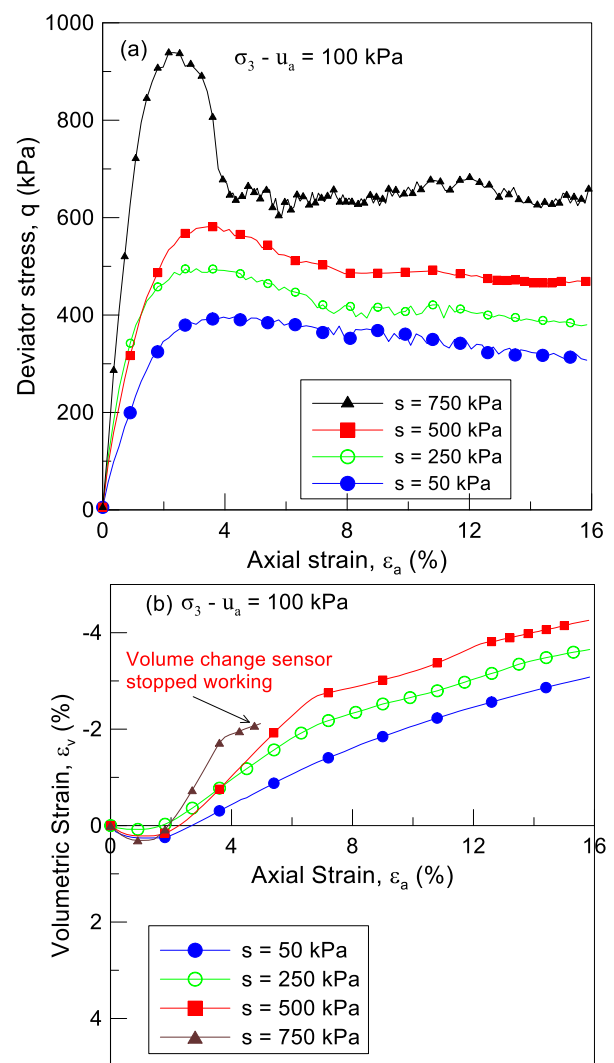 1000
(a)
σ3 - ua = 100 kPa
800
600
400
200
0
Deviator stress, q (kPa)
s = 750 kPa
s = 500 kPa
s = 250 kPa
s = 50 kPa
0 4 8 12 16
Axial strain, εa (%)
(b) σ3 - ua = 100 kPa
-4
Volume change sensor
stopped working
-2
0
0 4 8 12 16
Axial Strain, εa (%)
Volumetric Strain, εv (%)
2
4
s = 50 kPa
s = 250 kPa
s = 500 kPa
s = 750 kPa